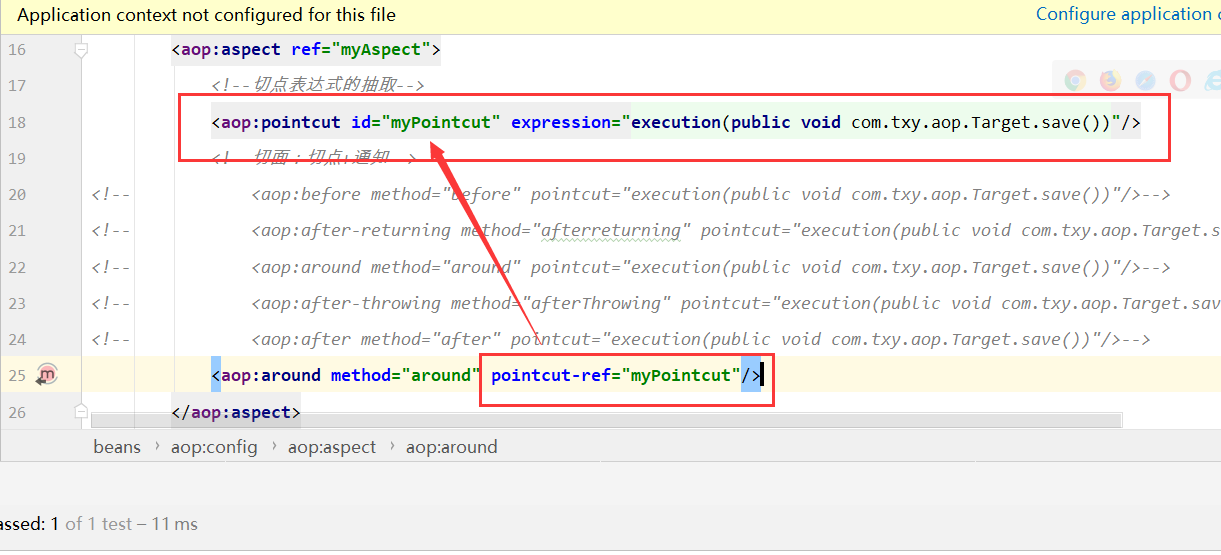 Application context not configured for this file Configure application
16 <aop:aspect ref="myAspect">
17 <!--切点表达式的抽取-->
18 <aop:pointcut id="myPointcut" expression="execution(public void com.txy.aop.Target.save())"/>
19 <!--切面：切点+通知-->
20 <!-- <aop:before method="before" pointcut="execution(public void com.txy.aop.Target.save())"/>-->
21 <!-- <aop:after-returning method="afterreturning" pointcut="execution(public void com.txy.aop.Target.s
22 <!-- <aop:around method="around" pointcut="execution(public void com.txy.aop.Target.save())"/>-->
23 <!-- <aop:after-throwing method="afterThrowing" pointcut="execution(public void com.txy.aop.Target.sav
24 <!-- <aop:after method="after" pointcut="execution(public void com.txy.aop.Target.save())"/>-->
25 <aop:around method="around" pointcut-ref="myPointcut"/>
26 </aop:aspect>
beans › aop:config › aop:aspect › aop:around
assed: 1 of 1 test – 11 ms